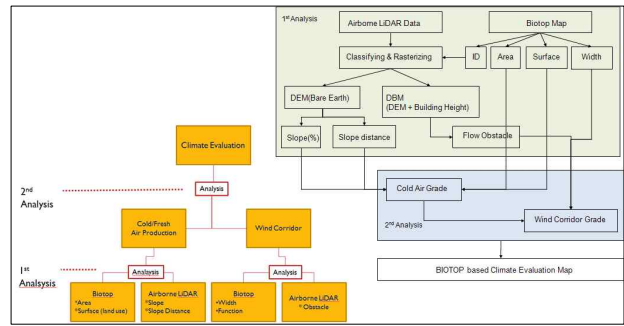 Climate Evaluation
2nd
Analysis
Analysis
Cold/Fresh
Air Production
Wind Corridor
1st
Analysis
Analysis
Analysis
Biotop
*Area
*Surface (land use)
Airborne LiDAR
*Slope
*Slope Distance
Biotop
*Width
*Function
Airborne LiDAR
* Obstacle
1st Analysis
Airborne LiDAR Data
Biotop Map
Classifying & Rasterizing
ID
Area
Surface
Width
DEM(Bare Earth)
DBM
(DEM + Building Height)
Slope(%)
Slope distance
Flow Obstacle
Cold Air Grade
Wind Corridor Grade
2nd Analysis
BIOTOP based Climate Evaluation Map